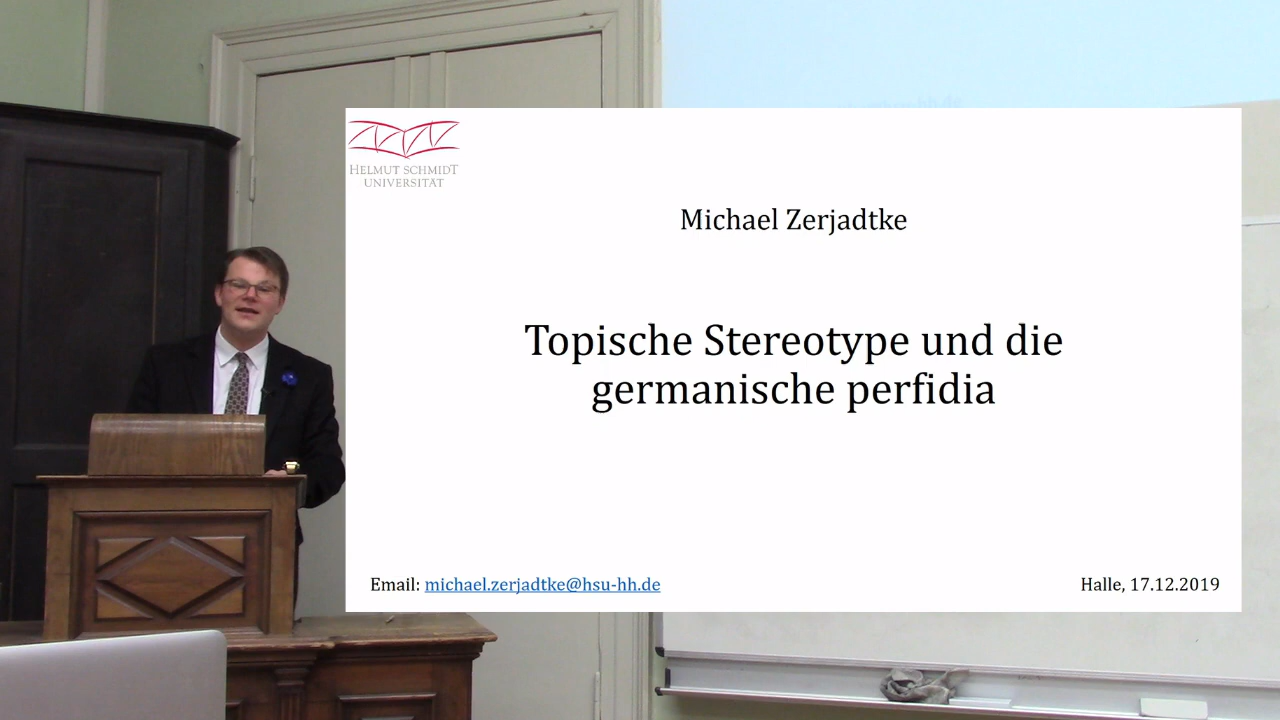 HELMUT SCHMIDT
UNIVERSITÄT
Michael Zerjadtke
Topische Stereotype und die
germanische perfidia
Email: michael.zerjadtke@hsu-hh.de
Halle, 17.12.2019